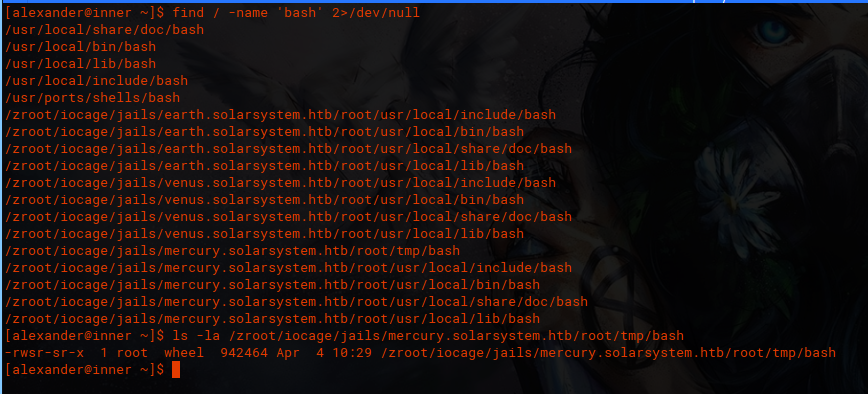 [alexander@inner ~]$ find / -name 'bash' 2>/dev/null
/usr/local/share/doc/bash
/usr/local/bin/bash
/usr/local/lib/bash
/usr/local/include/bash
/usr/ports/shells/bash
/zroot/iocage/jails/earth.solarsystem.htb/root/usr/local/include/bash
/zroot/iocage/jails/earth.solarsystem.htb/root/usr/local/bin/bash
/zroot/iocage/jails/earth.solarsystem.htb/root/usr/local/share/doc/bash
/zroot/iocage/jails/earth.solarsystem.htb/root/usr/local/lib/bash
/zroot/iocage/jails/venus.solarsystem.htb/root/usr/local/include/bash
/zroot/iocage/jails/venus.solarsystem.htb/root/usr/local/bin/bash
/zroot/iocage/jails/venus.solarsystem.htb/root/usr/local/share/doc/bash
/zroot/iocage/jails/venus.solarsystem.htb/root/usr/local/lib/bash
/zroot/iocage/jails/mercury.solarsystem.htb/root/tmp/bash
/zroot/iocage/jails/mercury.solarsystem.htb/root/usr/local/include/bash
/zroot/iocage/jails/mercury.solarsystem.htb/root/usr/local/bin/bash
/zroot/iocage/jails/mercury.solarsystem.htb/root/usr/local/share/doc/bash
/zroot/iocage/jails/mercury.solarsystem.htb/root/usr/local/lib/bash
[alexander@inner ~]$ ls -la /zroot/iocage/jails/mercury.solarsystem.htb/root/tmp/bash
-rwsr-sr-x  1 root  wheel  942464 Apr  4 10:29 /zroot/iocage/jails/mercury.solarsystem.htb/root/tmp/bash
[alexander@inner ~]$